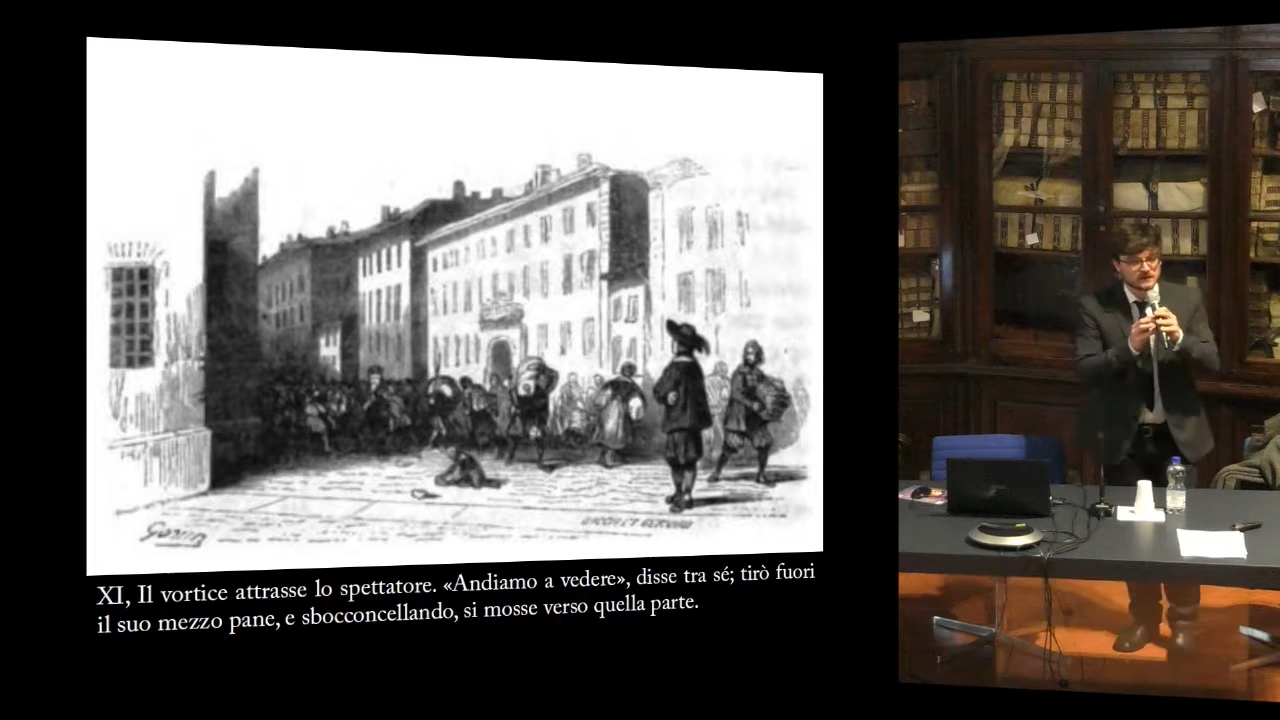 Gonin
XI, Il vortice attrasse lo spettatore. «Andiamo a vedere», disse tra sé; tirò fuori
il suo mezzo pane, e sbocconcellando, si mosse verso quella parte.